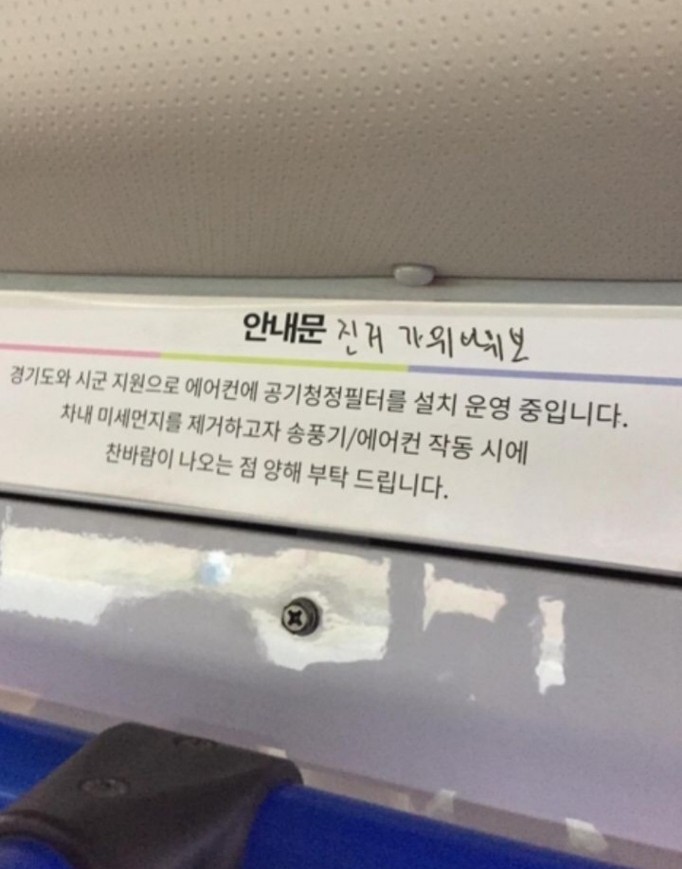 안내문 진거 가위바위보
경기도와 시군 지원으로 에어컨에 공기청정필터를 설치 운영 중입니다.
차내 미세먼지를 제거하고자 송풍기/에어컨 작동 시에
찬바람이 나오는 점 양해 부탁 드립니다.